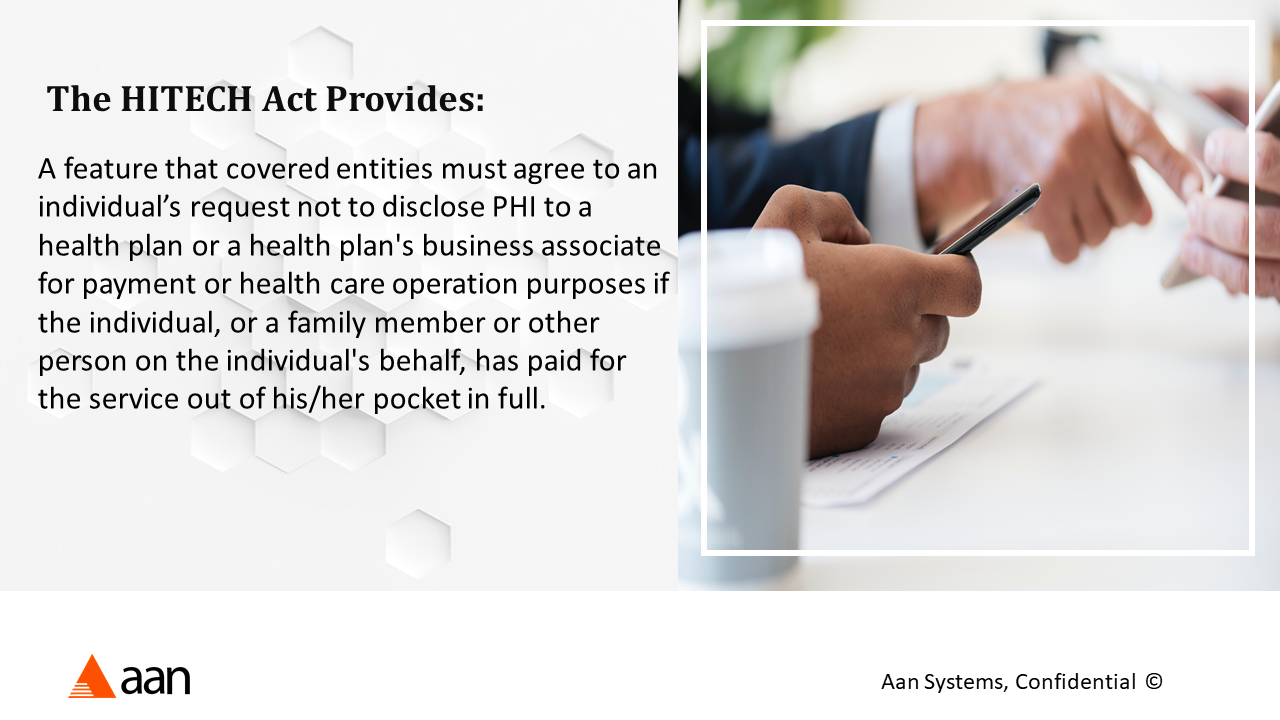 The HITECH Act Provides:
A feature that covered entities must agree to an
individual’s request not to disclose PHI to a
health plan or a health plan's business associate
for payment or health care operation purposes if
the individual, or a family member or other
person on the individual's behalf, has paid for
the service out of his/her pocket in full.
aan
Aan Systems, Confidential ©